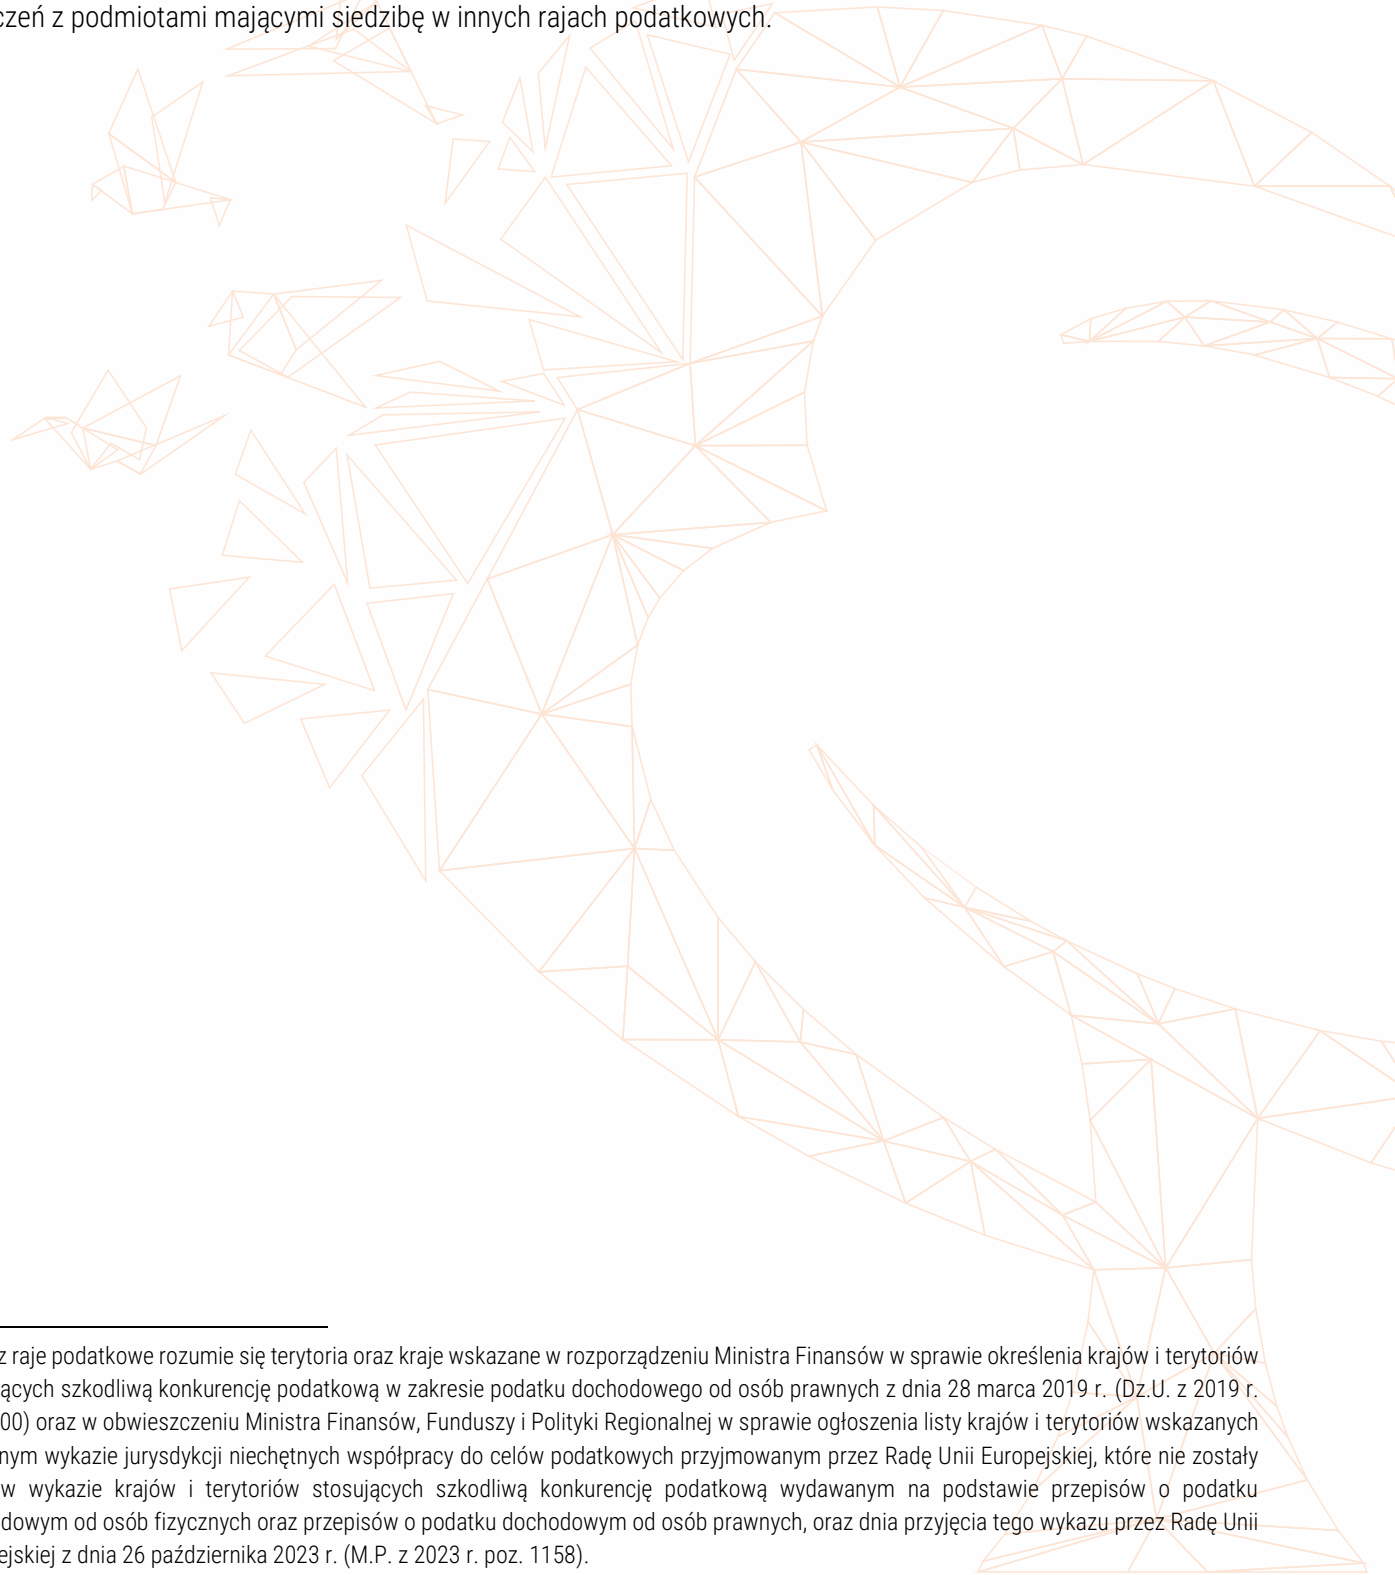 czeń z podmiotami mającymi siedzibę w innych rajach podatkowych.
z raje podatkowe rozumie się terytoria oraz kraje wskazane w rozporządzeniu Ministra Finansów w sprawie określenia krajów i terytoriów
ących szkodliwą konkurencję podatkową w zakresie podatku dochodowego od osób prawnych z dnia 28 marca 2019 r. (Dz.U. z 2019 r.
00) oraz w obwieszczeniu Ministra Finansów, Funduszy i Polityki Regionalnej w sprawie ogłoszenia listy krajów i terytoriów wskazanych
nym wykazie jurysdykcji niechętnych współpracy do celów podatkowych przyjmowanym przez Radę Unii Europejskiej, które nie zostały
w wykazie krajów i terytoriów stosujących szkodliwą konkurencję podatkową wydawanym na podstawie przepisów o podatku
dowym od osób fizycznych oraz przepisów o podatku dochodowym od osób prawnych, oraz dnia przyjęcia tego wykazu przez Radę Unii
ejskiej z dnia 26 października 2023 r. (M.P. z 2023 r. poz. 1158).